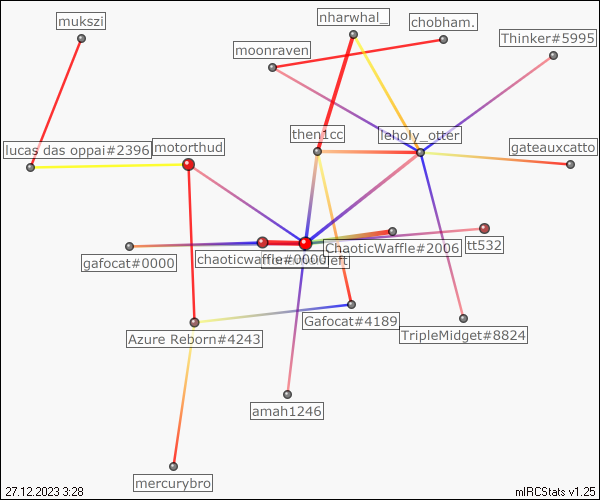 mukszi
nharwhal_
chobham.
moonraven
Thinker#5995
then1cc
leholy_otter
lucas das oppai#2396
motorthud
gateauxcatto
ChaoticWaffle#2006
tt532
gafocat#0000
chaoticwaffle#0000
Gafocat#4189
Azure Reborn#4243
TripleMidget#8824
amah1246
mercurybro
27.12.2023 3:28
mIRCStats v1.25